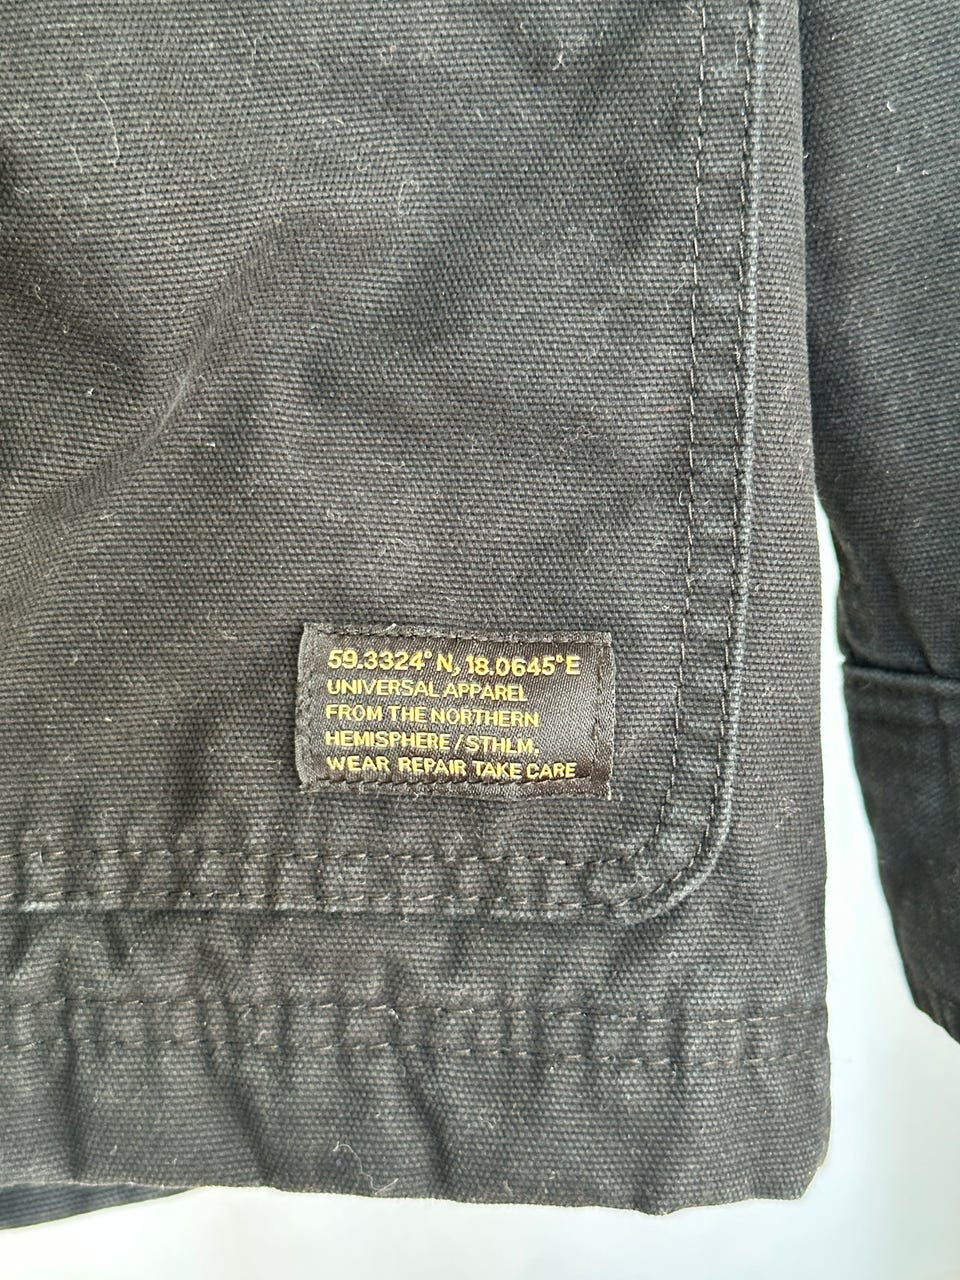 59.3324° N, 18.0645° E
UNIVERSAL APPAREL
FROM THE NORTHERN
HEMISPHERE / STHLM.
WEAR REPAIR TAKE CARE